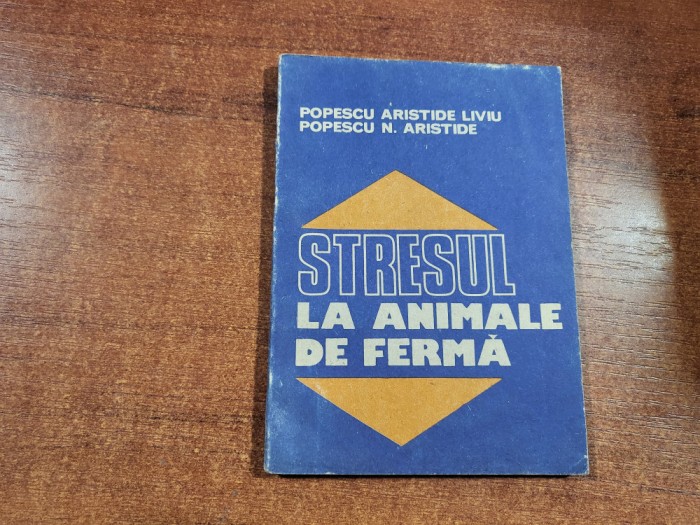 POPESCU ARISTIDE LIVIU
POPESCU N. ARISTIDE
STRESUL
LA ANIMALE
DE FERMĂ